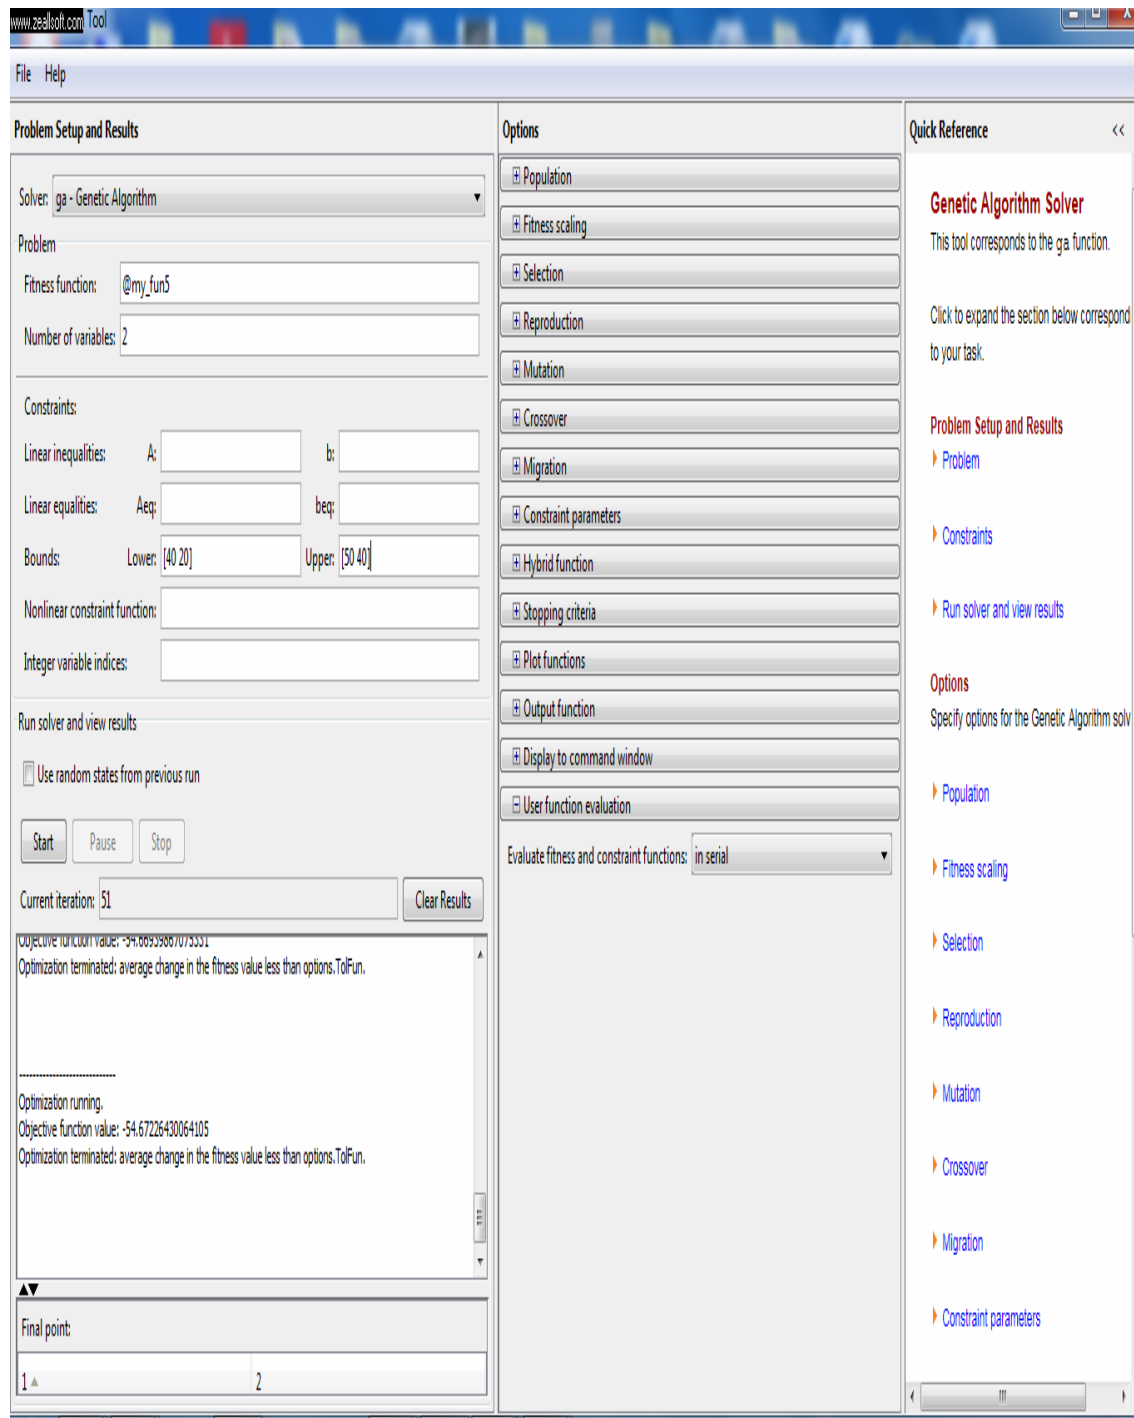 www.zeallsoft.com Tool
File Help
Problem Setup and Results
Solver: ga - Genetic Algorithm
Problem
Fitness function: @my_fun5
Number of variables: 2
Constraints:
Linear inequalities: A: b:
Linear equalities: Aeq: beq:
Bounds: Lower: [40 20] Upper: [50 40]
Nonlinear constraint function:
Integer variable indices:
Run solver and view results
Use random states from previous run
Start Pause Stop
Current iteration: 51 Clear Results
Objective function value: -54.66939867075331
Optimization terminated: average change in the fitness value less than options.TolFun.
----------------------------
Optimization running.
Objective function value: -54.67226430064105
Optimization terminated: average change in the fitness value less than options.TolFun.
Final point:
1 2
Options
Population
Fitness scaling
Selection
Reproduction
Mutation
Crossover
Migration
Constraint parameters
Hybrid function
Stopping criteria
Plot functions
Output function
Display to command window
User function evaluation
Evaluate fitness and constraint functions: in serial
Quick Reference <<
Genetic Algorithm Solver
This tool corresponds to the ga function.
Click to expand the section below correspond
to your task.
Problem Setup and Results
Problem
Constraints
Run solver and view results
Options
Specify options for the Genetic Algorithm solv
Population
Fitness scaling
Selection
Reproduction
Mutation
Crossover
Migration
Constraint parameters